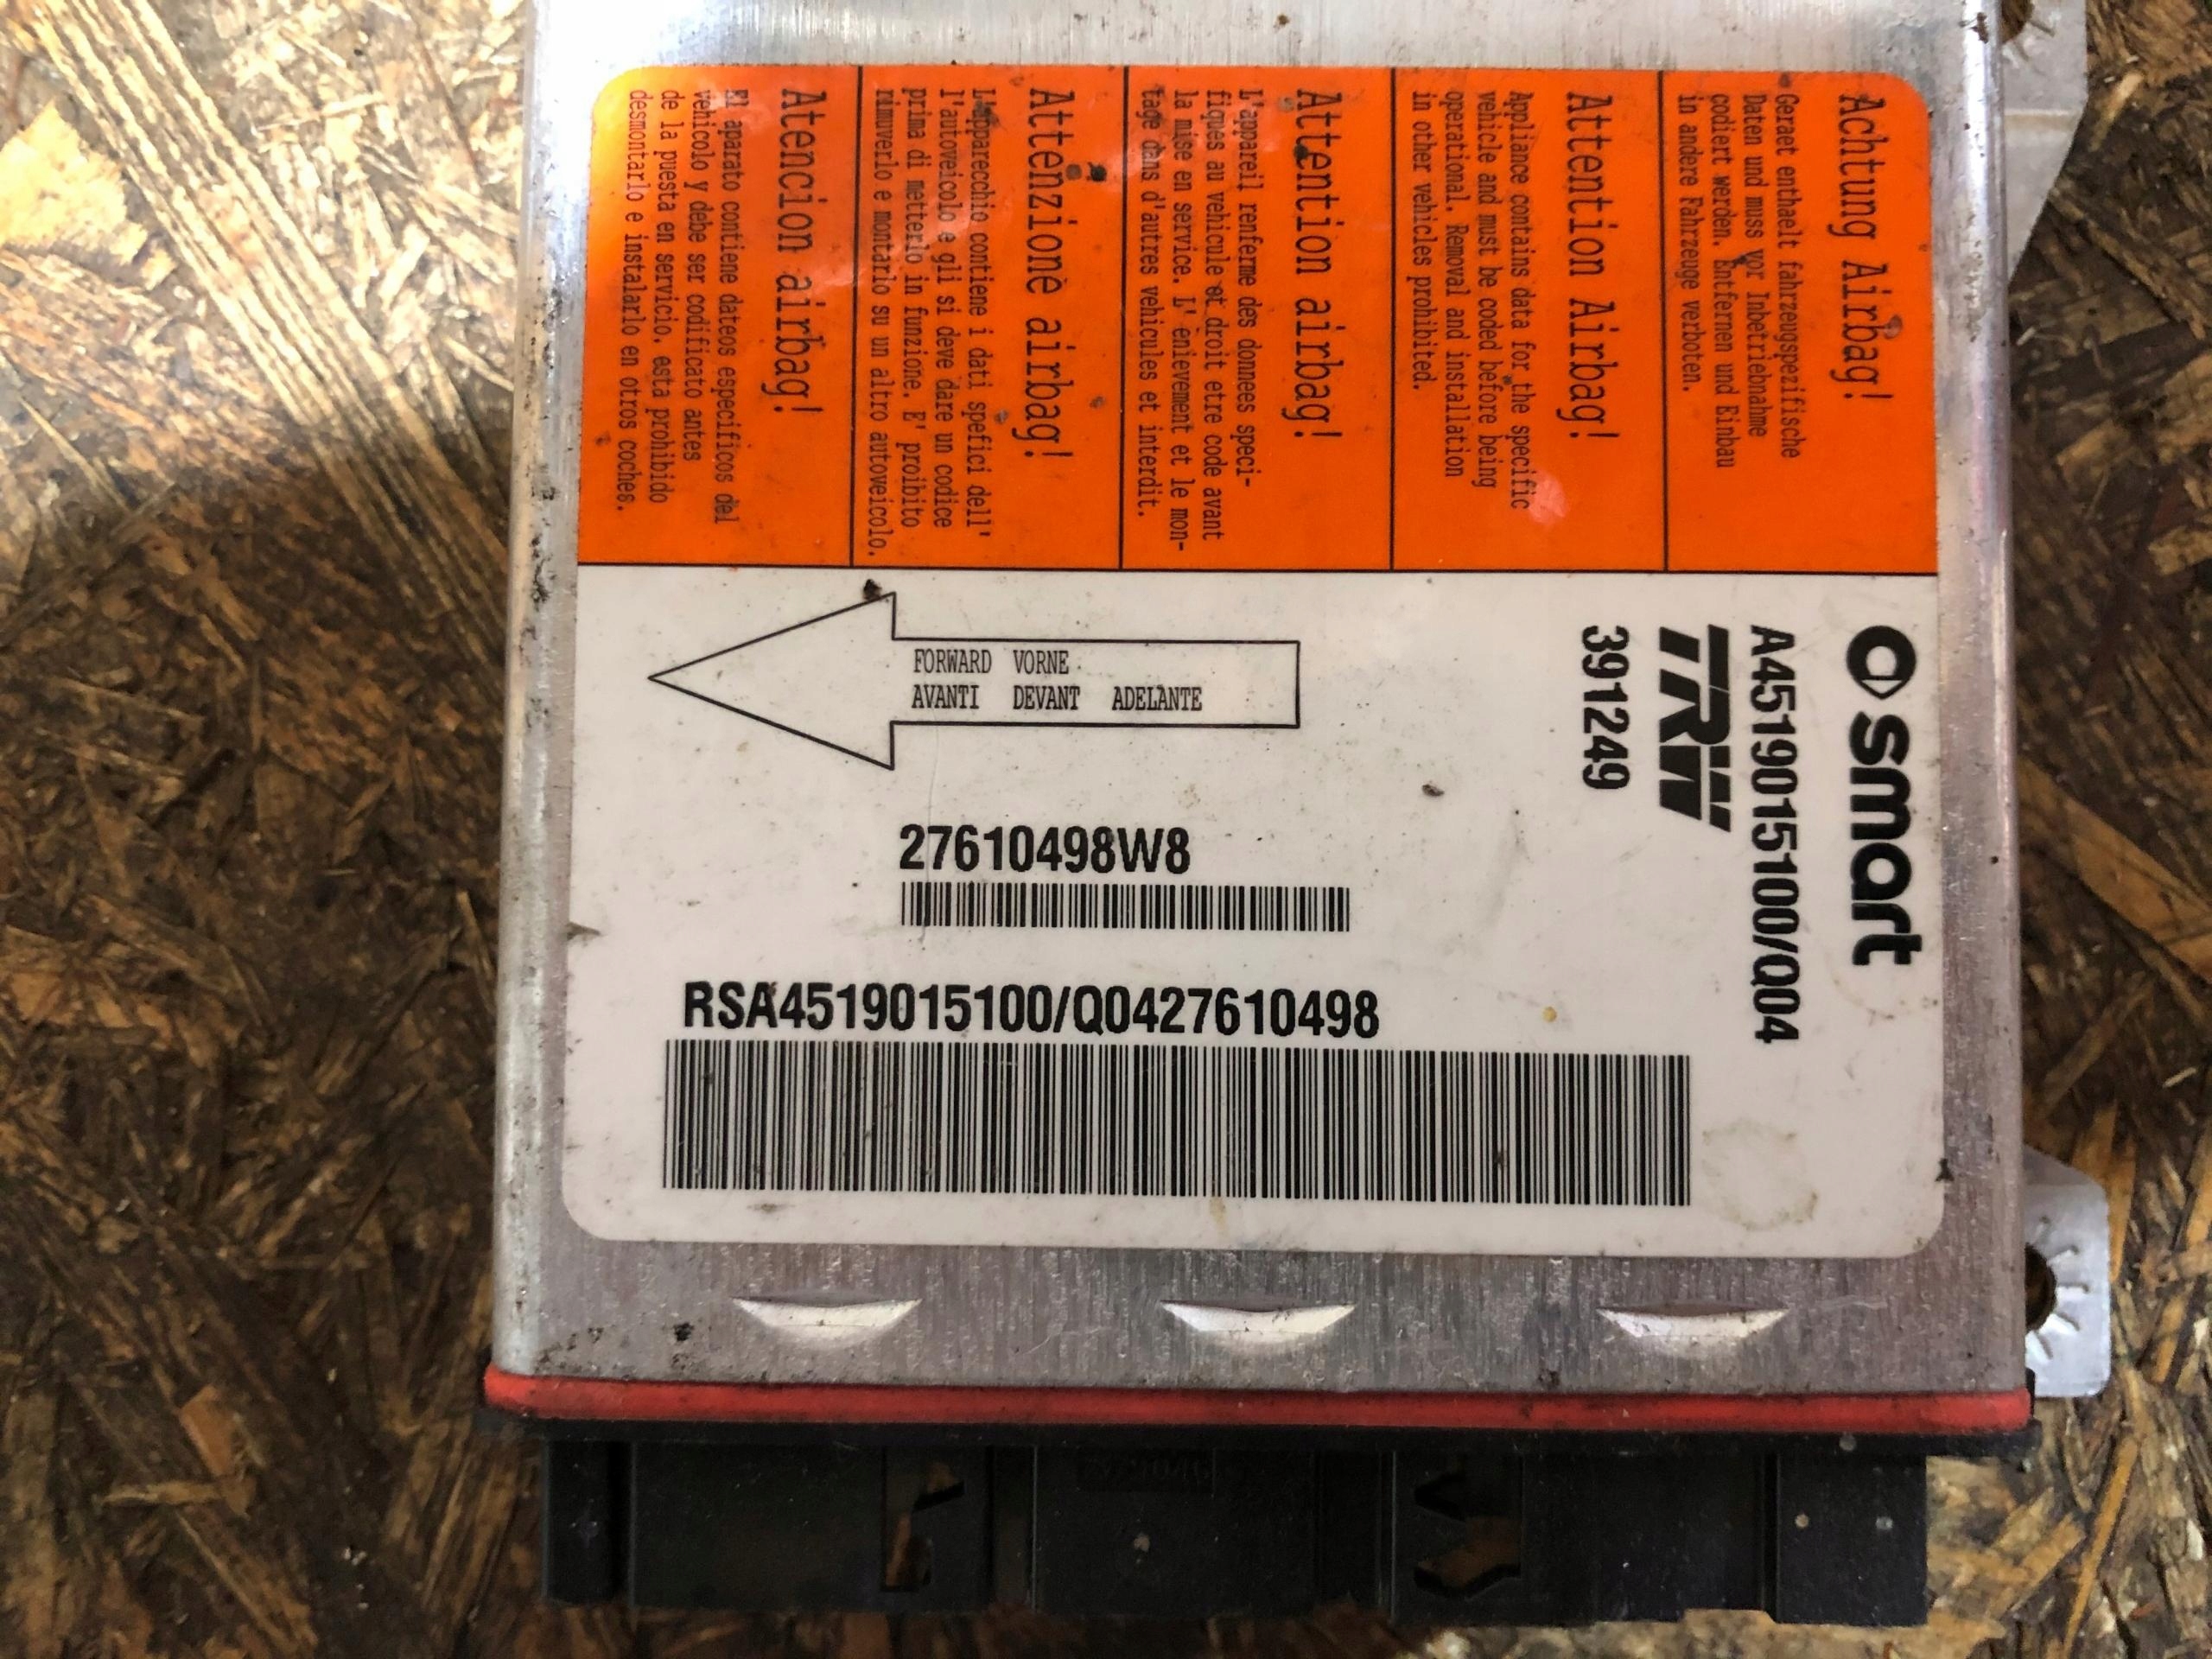 Achtung Airbag!
Geraet enthaelt fahrzeugspezifische
Daten und muss vor Inbetriebnahme
codiert werden. Entfernen und Einbau
in andere Fahrzeuge verboten.
Attention Airbag!
Appliance contains data for the specific
vehicle and must be coded before being
operational. Removal and installation
in other vehicles prohibited.
Attention airbag!
L'appareil renferme des donnees speci-
fiques au vehicule et droit etre code avant
la mise en service. L' enievement et le mon-
tage dans d'autres vehicules et interdit.
Attenzione airbag!
L'apparecchio contiene i dati spefici dell'
l'autoveicolo e gli si deve dare un codice
prima di metterlo in funzione. E' proibito
rimuverlo e montarlo su un altro autoveicolo.
Atencion airbag!
El aparato contiene dateos especificos del
vehicolo y debe ser codificato antes
de la puesta en servicio, esta prohibido
desmontarlo e instalarlo en otros coches.
smart
A4519015100/Q04
TRW
391249
FORWARD VORNE
AVANTI DEVANT ADELANTE
27610498W8
RSA4519015100/Q0427610498